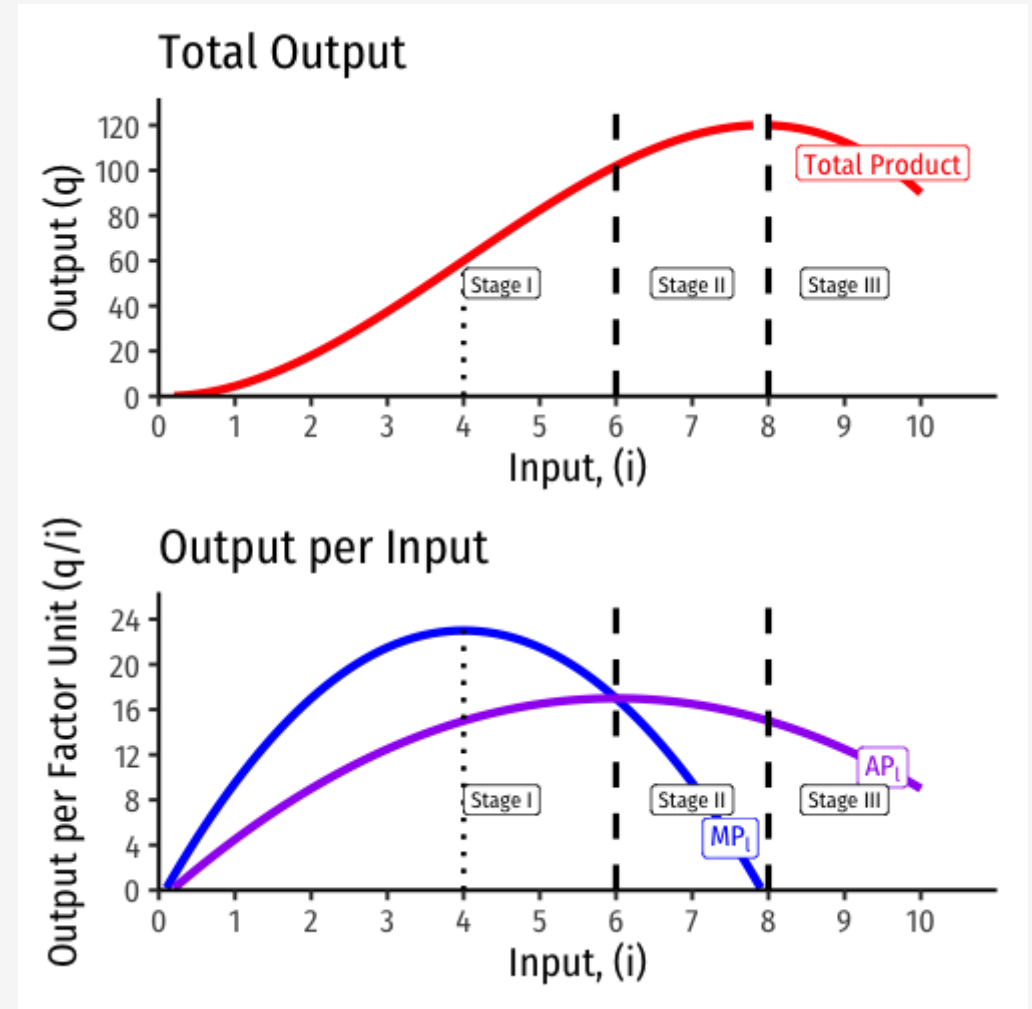 Total Output
Output (q)
120
100
80
60
40
20
0
Total Product
Stage I
Stage II
Stage III
0 1 2 3 4 5 6 7 8 9 10
Input, (i)
Output per Input
Output per Factor Unit (q/i)
24
20
16
12
8
4
0
APl
Stage I
Stage II
Stage III
MPl
0 1 2 3 4 5 6 7 8 9 10
Input, (i)